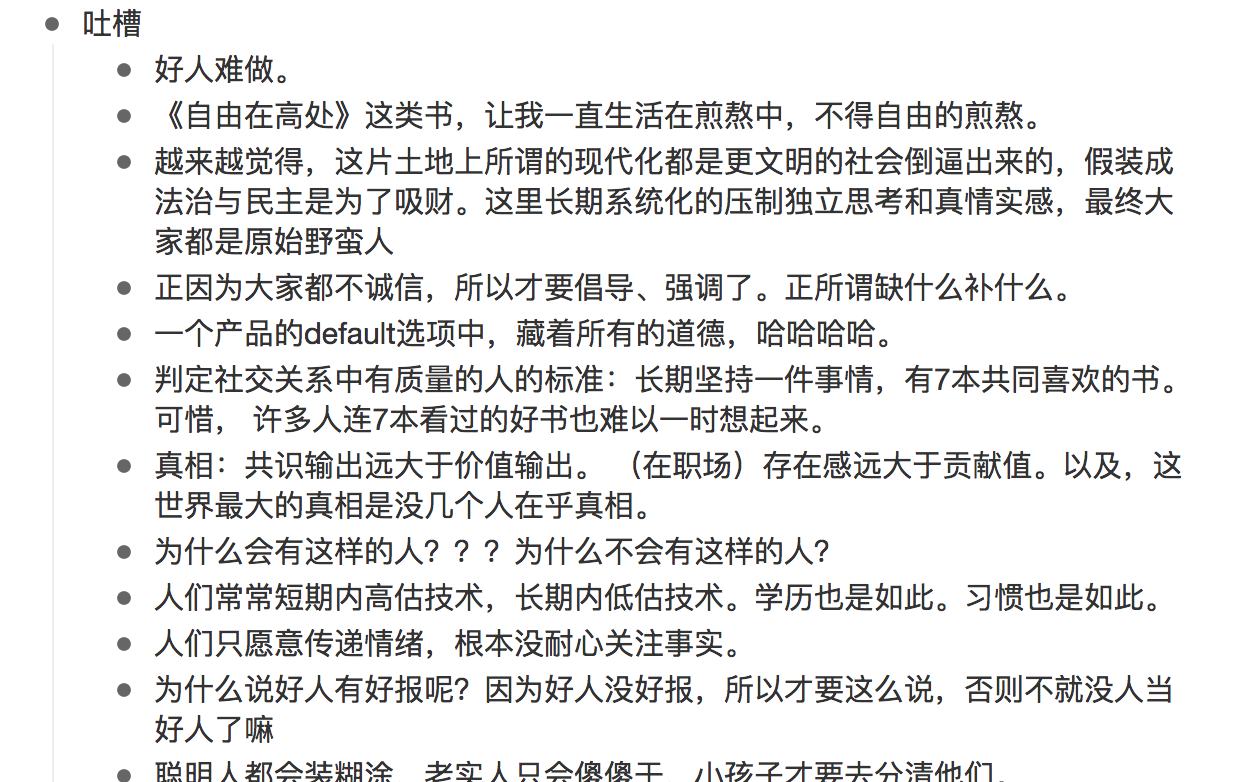 吐槽
好人难做。
《自由在高处》这类书，让我一直生活在煎熬中，不得自由的煎熬。
越来越觉得，这片土地上所谓的现代化都是更文明的社会倒逼出来的，假装成
法治与民主是为了吸财。这里长期系统化的压制独立思考和真情实感，最终大
家都是原始野蛮人
正因为大家都不诚信，所以才要倡导、强调了。正所谓缺什么补什么。
一个产品的default选项中，藏着所有的道德，哈哈哈哈。
判定社交关系中有质量的人的标准：长期坚持一件事情，有7本共同喜欢的书。
可惜， 许多人连7本看过的好书也难以一时想起来。
真相：共识输出远大于价值输出。（在职场）存在感远大于贡献值。以及，这
世界最大的真相是没几个人在乎真相。
为什么会有这样的人？？？为什么不会有这样的人？
人们常常短期内高估技术，长期内低估技术。学历也是如此。习惯也是如此。
人们只愿意传递情绪，根本没耐心关注事实。
为什么说好人有好报呢？因为好人没好报，所以才要这么说，否则不就没人当
好人了嘛
聪明人都会装糊涂，老实人只会傻傻干，小孩子才要去分清他们。